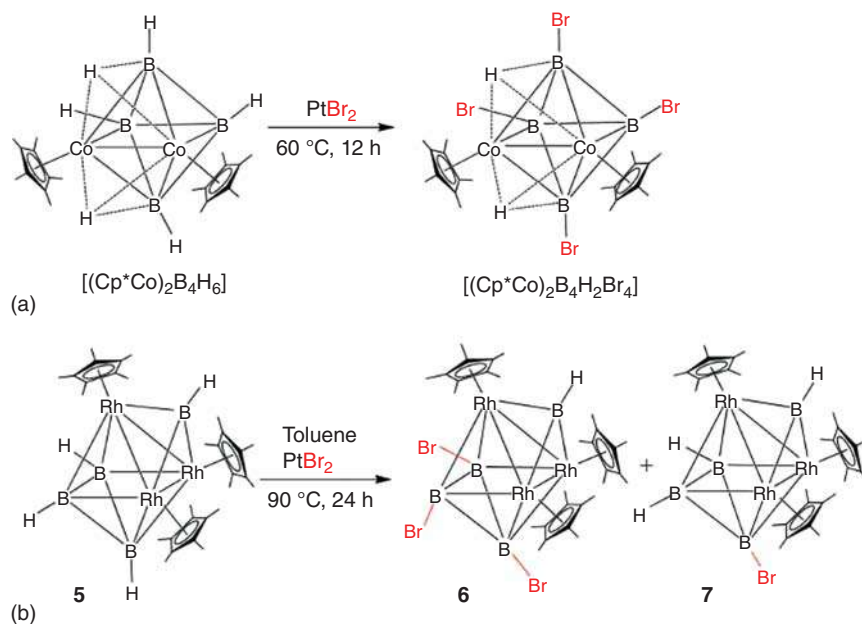 H
Br
H
B
H
B
PtBr₂
60 °C, 12 h
H
H
B
B
Br
B
B
Br
Co
Co
Co
Co
H
B
H
B
H
Br
[(Cp*Co)₂B₄H₆]
[(Cp*Co)₂B₄H₂Br₄]
(a)
H
H
H
Rh
B
Rh
B
Rh
B
Toluene
PtBr₂
90 °C, 24 h
H
B
Rh
Br
B
Rh
+
H
B
Rh
B
Rh
B
Rh
B
Rh
H
Br
H
B
B
B
H
Br
Br
5
6
7
(b)